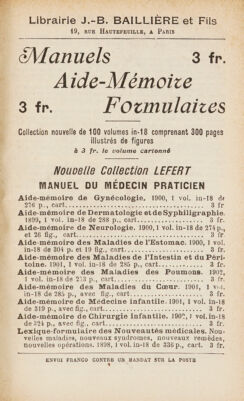 Librairie J.-B. BAILLIÈRE et Fils
19, RUE HAUTEFEUILLE, A PARIS
Manuels 3 fr.
Aide-Mémoire
3 fr. Formulaires
Collection nouvelle de 100 volumes in-18 comprenant 300 pages
illustrés de figures
à 3 fr. le volume cartonné
Nouvelle Collection LEFERT
MANUEL DU MÉDECIN PRATICIEN
Aide-mémoire de Gynécologie. 1900, 1 vol. in-18 de
276 p., cart. 3 fr.
Aide-mémoire de Dermatologie et de Syphiligraphie.
1899, 1 vol. in-18 de 288 p., cart. 3 fr.
Aide-mémoire de Neurologie. 1900, 1 vol. in-18 de 274 p.,
et 26 fig., cart. 3 fr.
Aide-mémoire des Maladies de l'Estomac. 1900, 1 vol.
in-18 de 304 p. et 19 fig., cart. 3 fr.
Aide-mémoire des Maladies de l'Intestin et du Péri-
toine. 1901, 1 vol. in-18 de 285 p., cart. 3 fr.
Aide-mémoire des Maladies des Poumons. 1902,
1 vol. in-18 de p., cart. 3 fr.
Aide-mémoire des Maladies du Cœur. 1901, 1 vol.
in-18 de 285 p., avec fig., cart. 3 fr.
Aide-mémoire de Médecine infantile. 1901, 1 vol. in-18
de 319 p., avec fig., cart. 3 fr.
Aide-mémoire de Chirurgie infantile. 1902, 1 vol. in-18
de 324 p., avec fig., cart. 3 fr.
Lexique-formulaire des Nouveautés médicales. Nou-
velles maladies, nouveaux syndromes, nouveaux remèdes,
nouvelles opérations. 1898, 1 vol. in-18 de 336 p., cart. 3 fr.
ENVOI FRANCO CONTRE UN MANDAT SUR LA POSTE